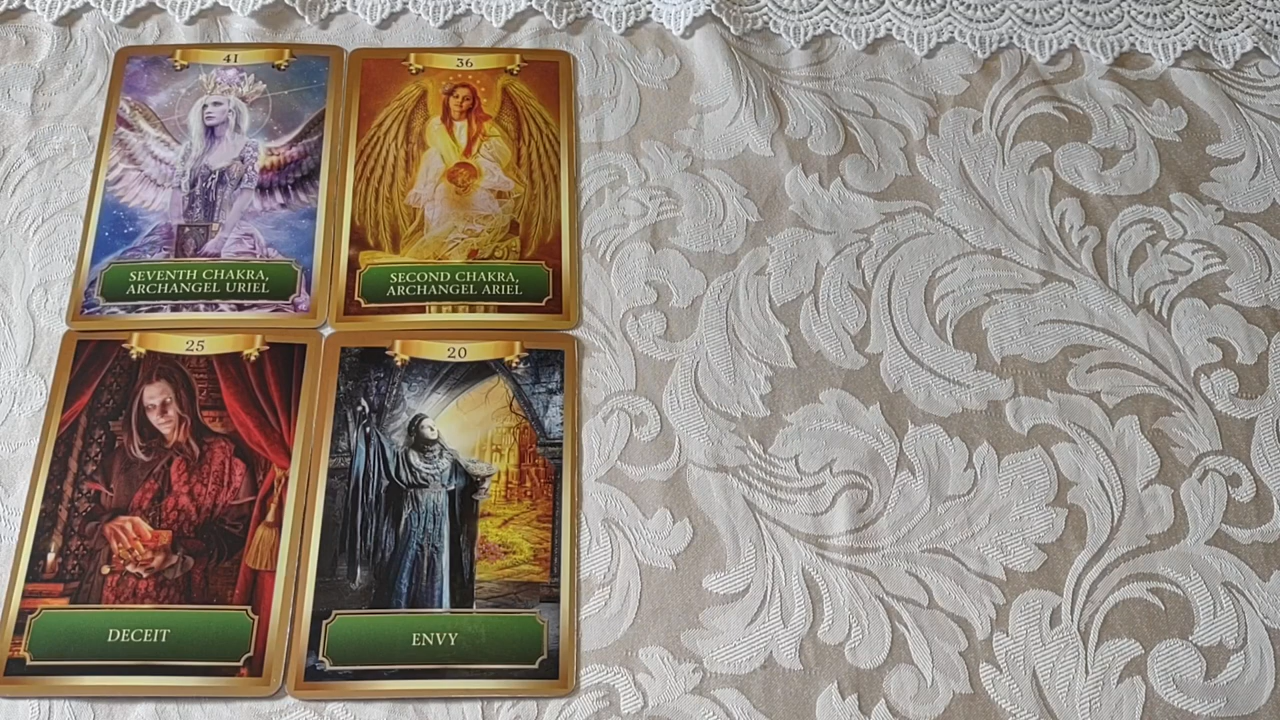 41
SEVENTH CHAKRA,
ARCHANGEL URIEL
36
SECOND CHAKRA,
ARCHANGEL ARIEL
25
DECEIT
20
ENVY